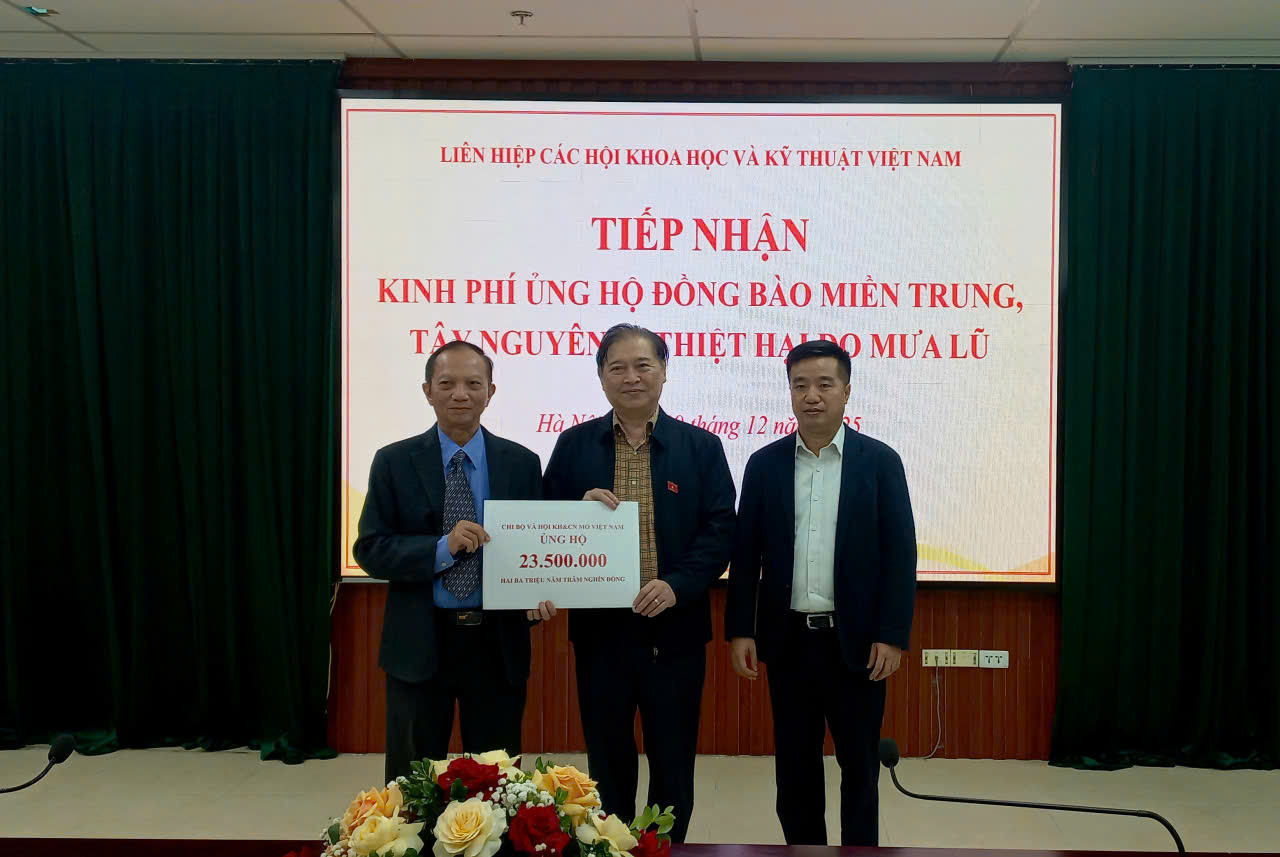 LIÊN HIỆP CÁC HỘI KHOA HỌC VÀ KỸ THUẬT VIỆT NAM
TIẾP NHẬN
KINH PHÍ ỦNG HỘ ĐỒNG BÀO MIỀN TRUNG,
TÂY NGUYÊN THIỆT HẠI DO MƯA LŨ
Hà Nội tháng 12
CHI BỘ VÀ HỘI KH&CN MỎ VIỆT NAM
ỦNG HỘ
23.500.000
HAI BA TRIỆU NĂM TRĂM NGHÌN ĐỒNG